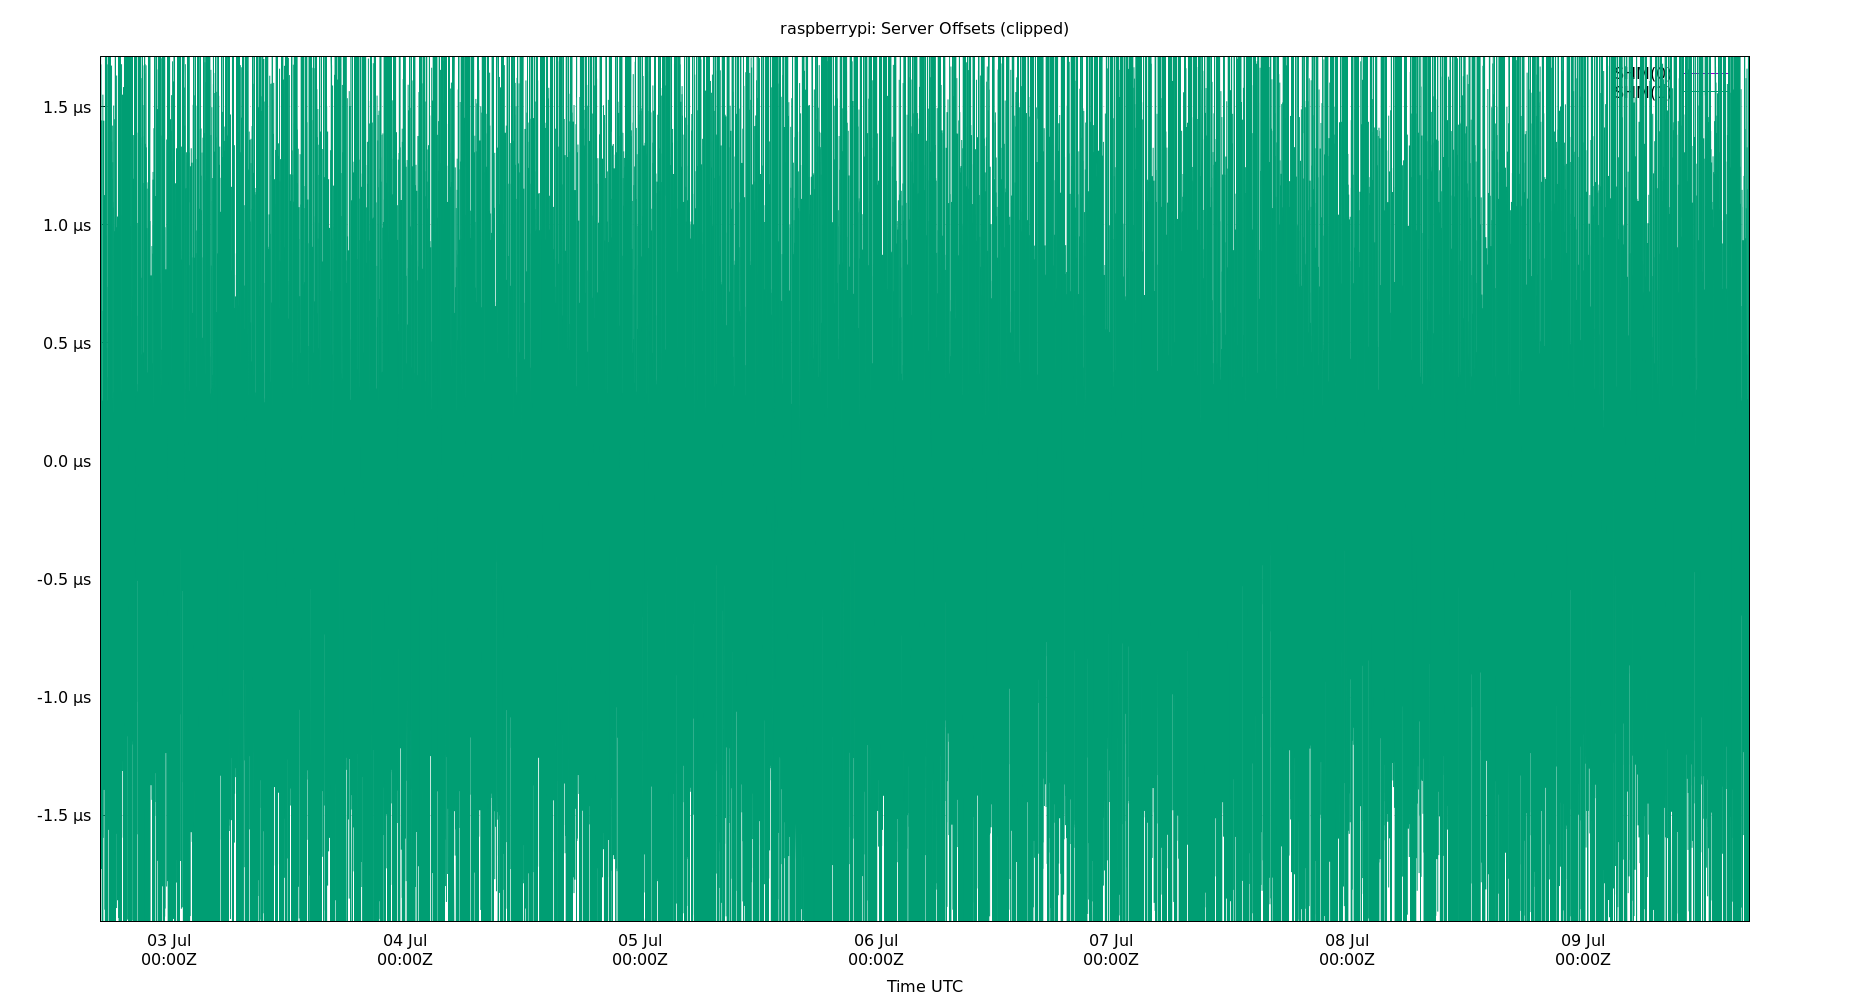 raspberrypi: Server Offsets (clipped)
SHM(0)
1.5 µs
1.0 µs
0.5 µs
0.0 µs
-0.5 µs
-1.0 µs
-1.5 µs
03 Jul 04 Jul 05 Jul 06 Jul 07 Jul 08 Jul 09 Jul
00:00Z 00:00Z 00:00Z 00:00Z 00:00Z 00:00Z 00:00Z
Time UTC